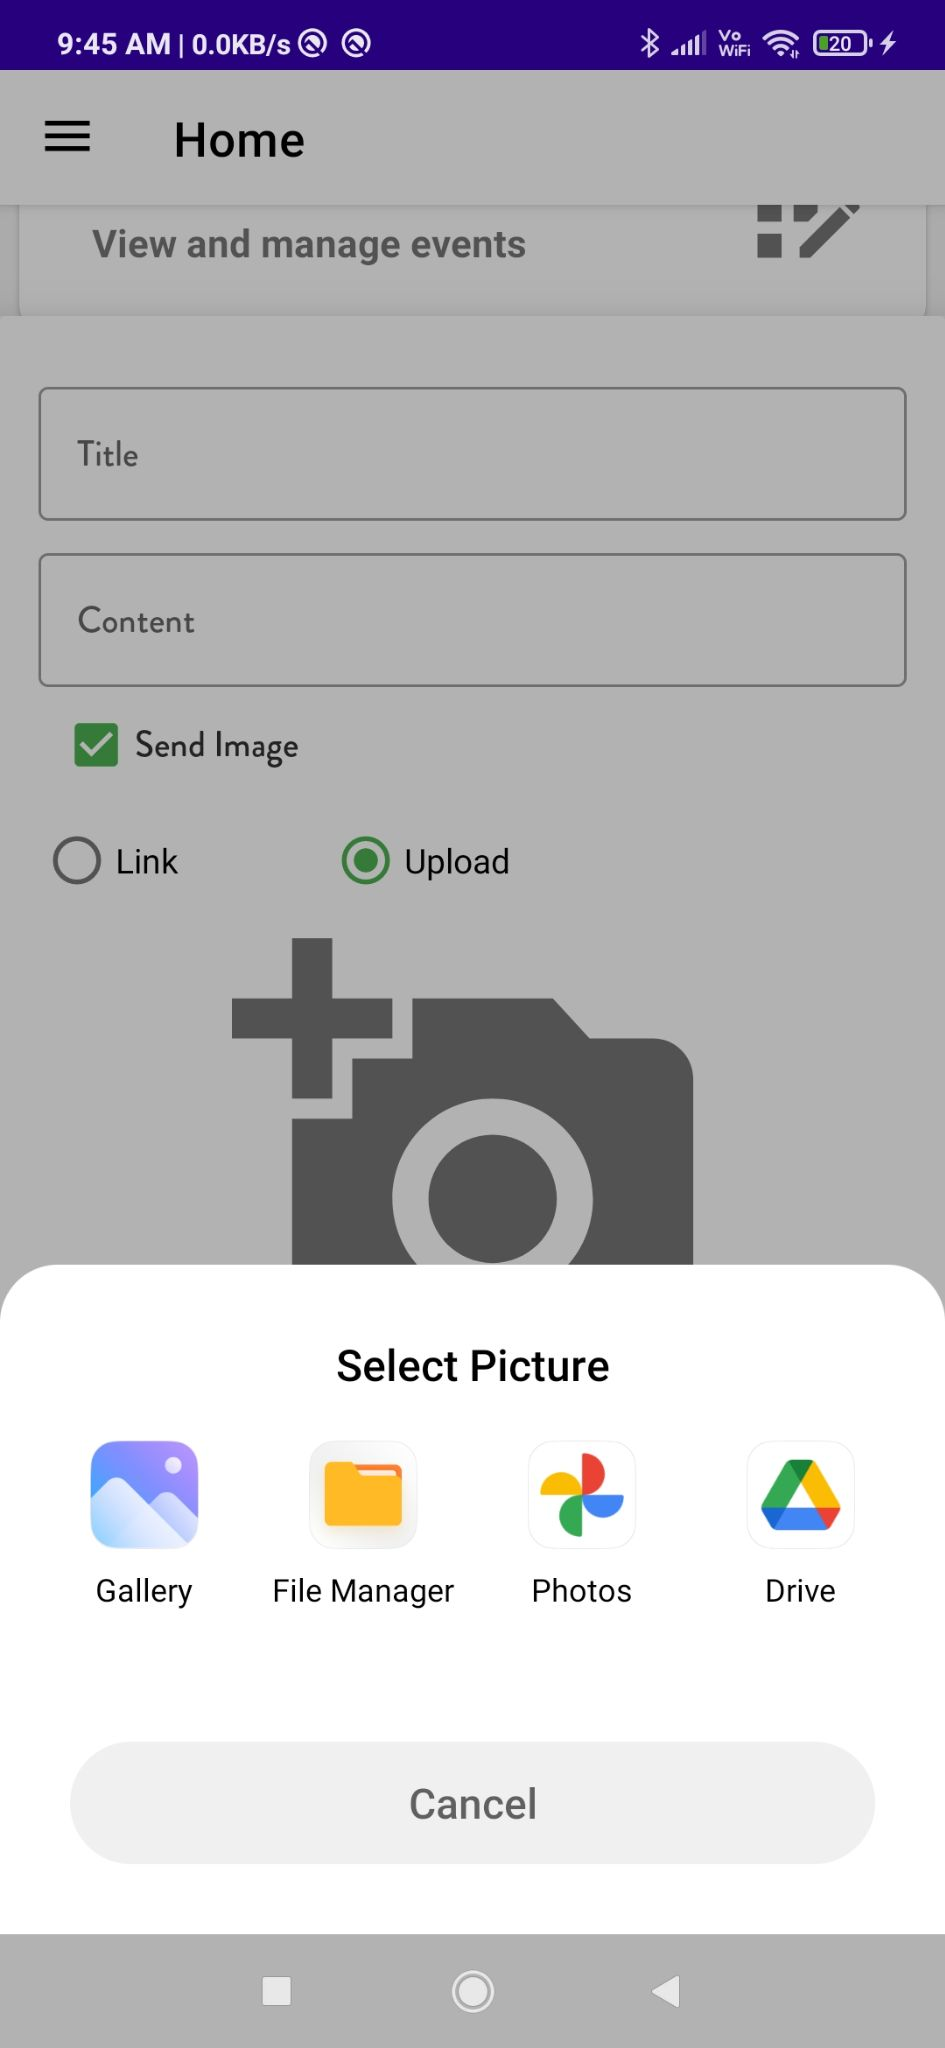 9:45 AM | 0.0KB/s
Vo
WiFi
20
Home
View and manage events
Title
Content
Send Image
Link Upload
Select Picture
Gallery File Manager Photos Drive
Cancel